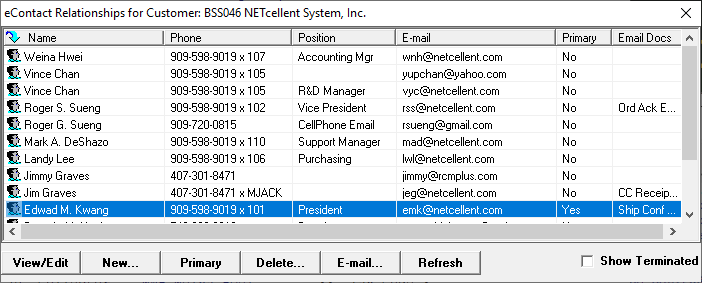 eContact Relationships for Customer: BSS046 NETcellent System, Inc.
Name Phone Position E-mail Primary Email Docs
Weina Hwei 909-598-9019 x 107 Accounting Mgr wnh@netcellent.com No
Vince Chan 909-598-9019 x 105 yupchan@yahoo.com No
Vince Chan 909-598-9019 x 105 R&D Manager vyc@netcellent.com No
Roger S. Sueng 909-598-9019 x 102 Vice President rss@netcellent.com No Ord Ack E...
Roger G. Sueng 909-720-0815 CellPhone Email rsueng@gmail.com No
Mark A. DeShazo 909-598-9019 x 110 Support Manager mad@netcellent.com No
Landy Lee 909-598-9019 x 106 Purchasing lwl@netcellent.com No
Jimmy Graves 407-301-8471 jimmy@rcmplus.com No
Jim Graves 407-301-8471 x MJACK jeg@netcellent.com No CC Receip...
Edwad M. Kwang 909-598-9019 x 101 President emk@netcellent.com Yes Ship Conf ...
View/Edit New... Primary Delete... E-mail... Refresh Show Terminated